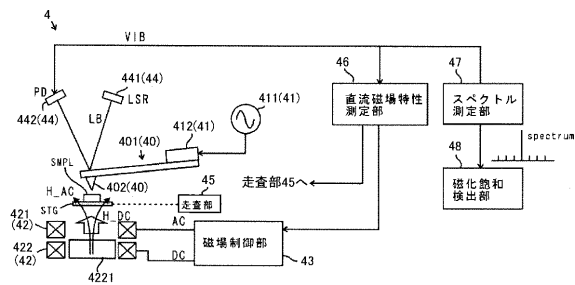 4
VIB
46
47
PD
441(44)
LSR
442(44)
LB
411(41)
直流磁場特性
測定部
スペクトル
測定部
401(40)
412(41)
spectrum
SMPL
402(40)
48
H_AC
45
走査部45へ
磁化飽和
検出部
STG
走査部
421
(42)
H_DC
AC
422
(42)
磁場制御部
DC
4221
43